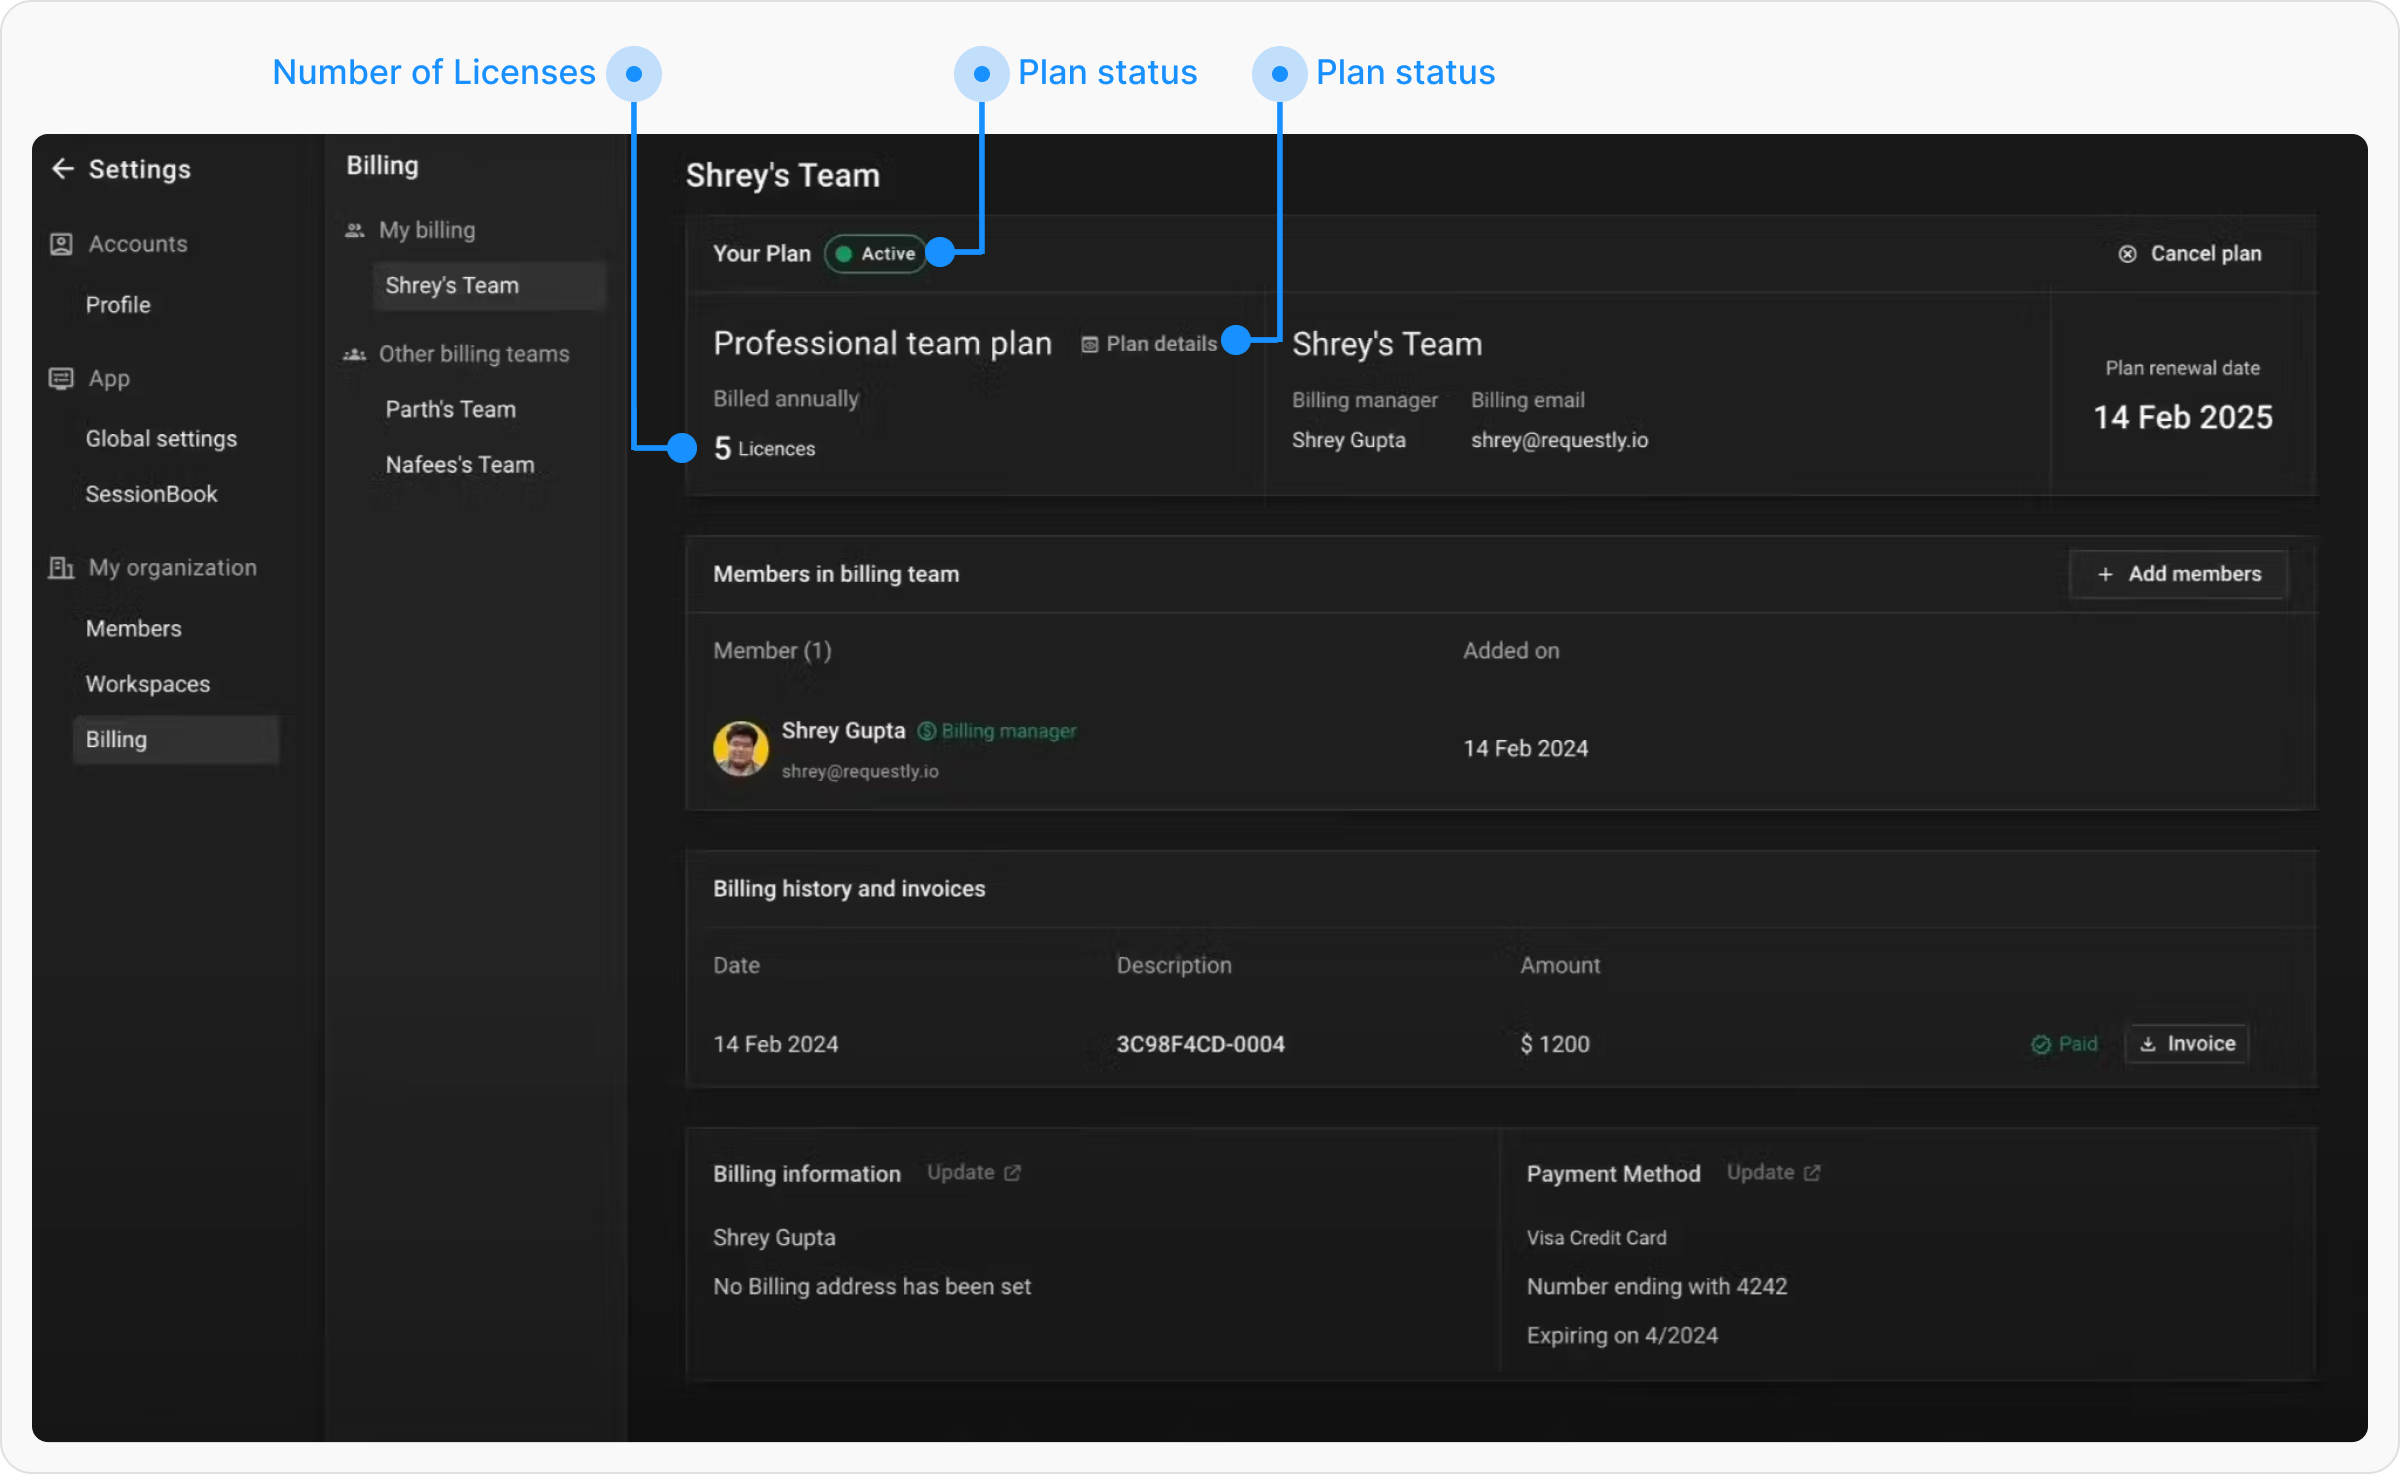 Number of Licenses
Plan status
Plan status
Settings
Accounts
Profile
App
Global settings
SessionBook
My organization
Members
Workspaces
Billing
Billing
My billing
Shrey's Team
Other billing teams
Parth's Team
Nafees's Team
Shrey's Team
Your Plan Active Cancel plan
Professional team plan Plan details
Billed annually
5 Licences
Shrey's Team
Billing manager Billing email
Shrey Gupta shrey@requestly.io
Plan renewal date
14 Feb 2025
Members in billing team + Add members
Member (1) Added on
Shrey Gupta Billing manager
shrey@requestly.io
14 Feb 2024
Billing history and invoices
Date Description Amount
14 Feb 2024 3C98F4CD-0004 $ 1200 Paid Invoice
Billing information Update
Shrey Gupta
No Billing address has been set
Payment Method Update
Visa Credit Card
Number ending with 4242
Expiring on 4/2024